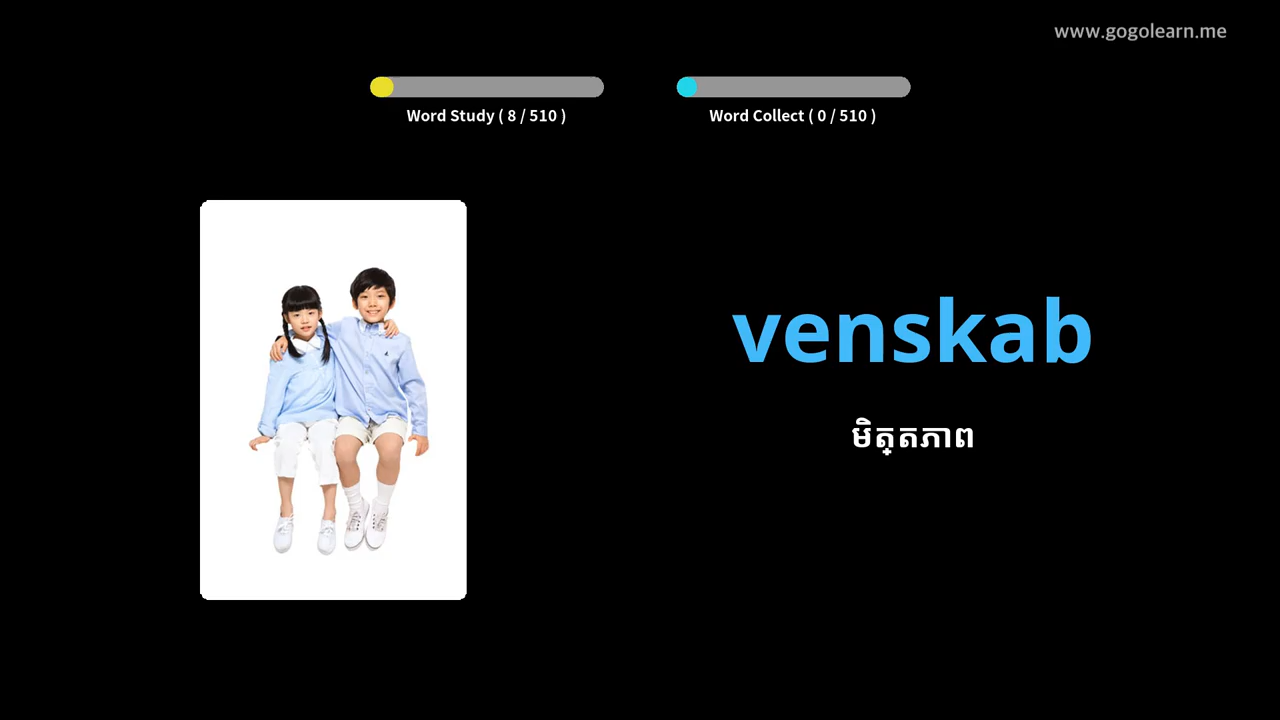 www.gogolearn.me
Word Study ( 8 / 510 )
Word Collect ( 0 / 510 )
venskab
មិត្តភាព